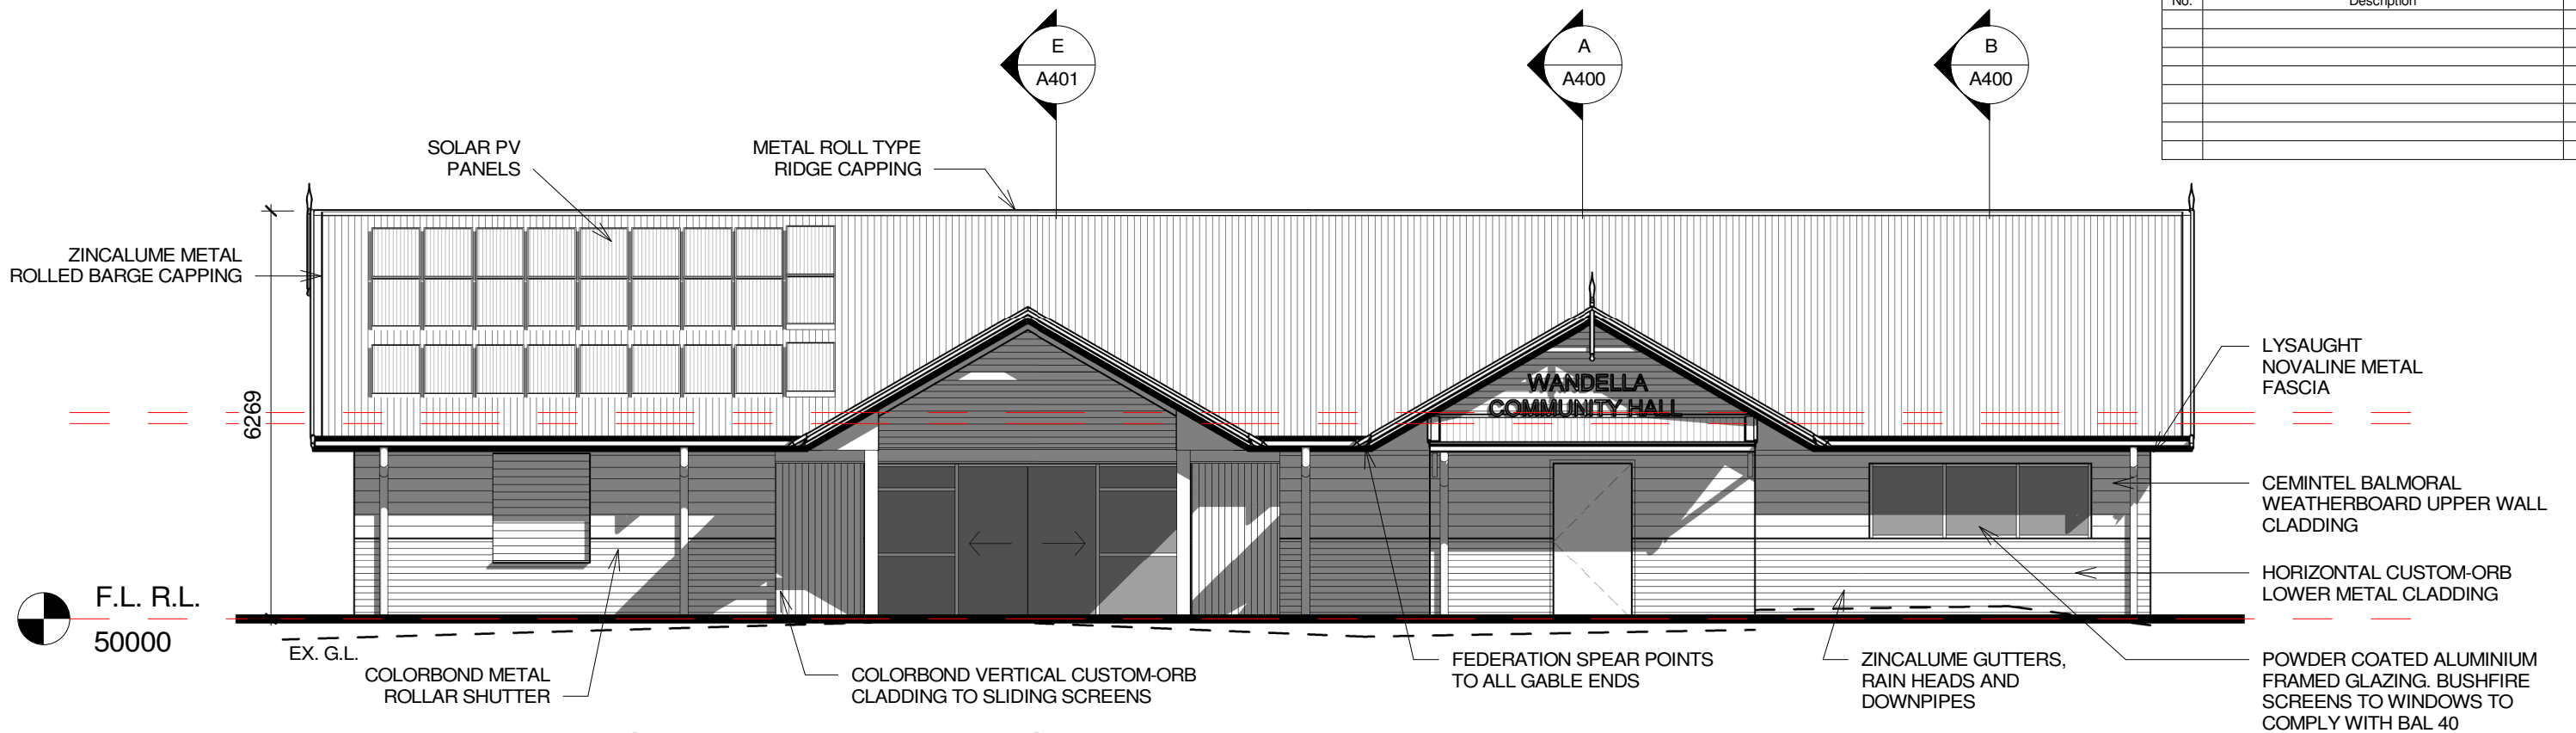 No.
Description
E
A401
A
A400
B
A400
SOLAR PV
PANELS
METAL ROLL TYPE
RIDGE CAPPING
ZINCALUME METAL
ROLLED BARGE CAPPING
6269
WANDELLA
COMMUNITY HALL
LYSAUGHT
NOVALINE METAL
FASCIA
CEMINTEL BALMORAL
WEATHERBOARD UPPER WALL
CLADDING
HORIZONTAL CUSTOM-ORB
LOWER METAL CLADDING
F.L. R.L.
50000
EX. G.L.
COLORBOND METAL
ROLLAR SHUTTER
COLORBOND VERTICAL CUSTOM-ORB
CLADDING TO SLIDING SCREENS
FEDERATION SPEAR POINTS
TO ALL GABLE ENDS
ZINCALUME GUTTERS,
RAIN HEADS AND
DOWNPIPES
POWDER COATED ALUMINIUM
FRAMED GLAZING. BUSHFIRE
SCREENS TO WINDOWS TO
COMPLY WITH BAL 40